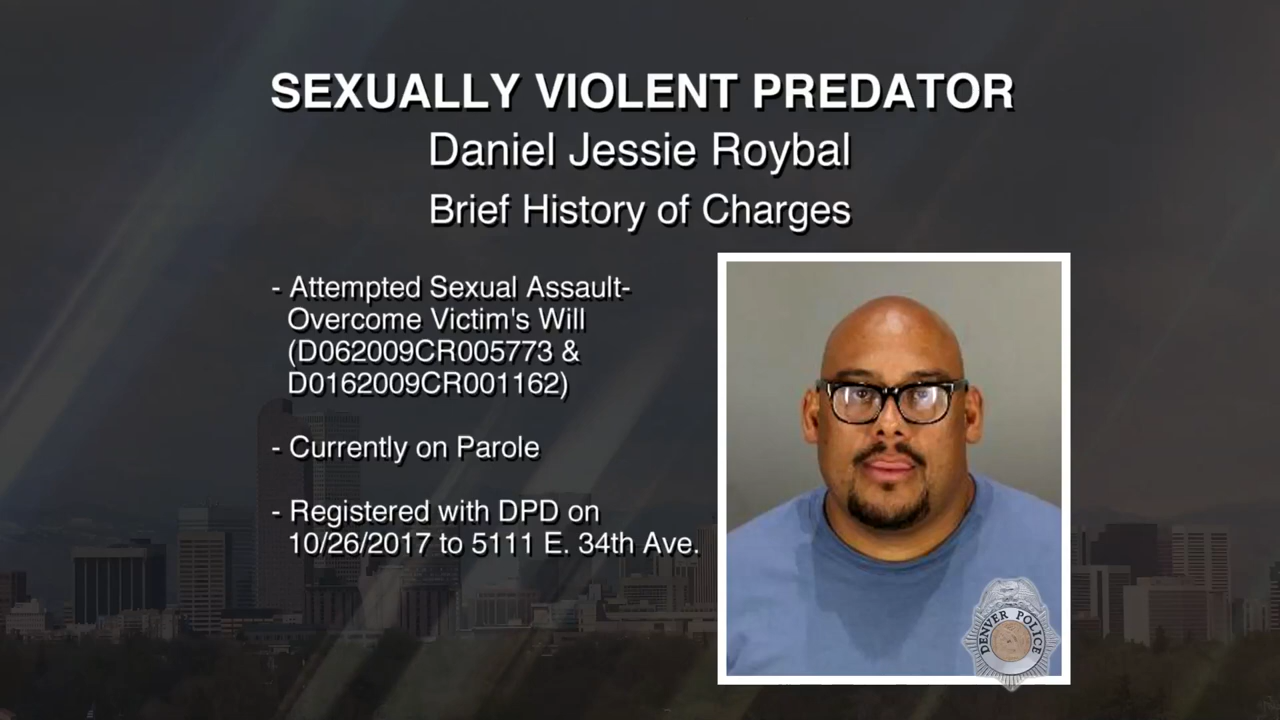 SEXUALLY VIOLENT PREDATOR
Daniel Jessie Roybal
Brief History of Charges
- Attempted Sexual Assault-
Overcome Victim's Will
(D062009CR005773 &
D0162009CR001162)
- Currently on Parole
- Registered with DPD on
10/26/2017 to 5111 E. 34th Ave.
DENVER POLICE